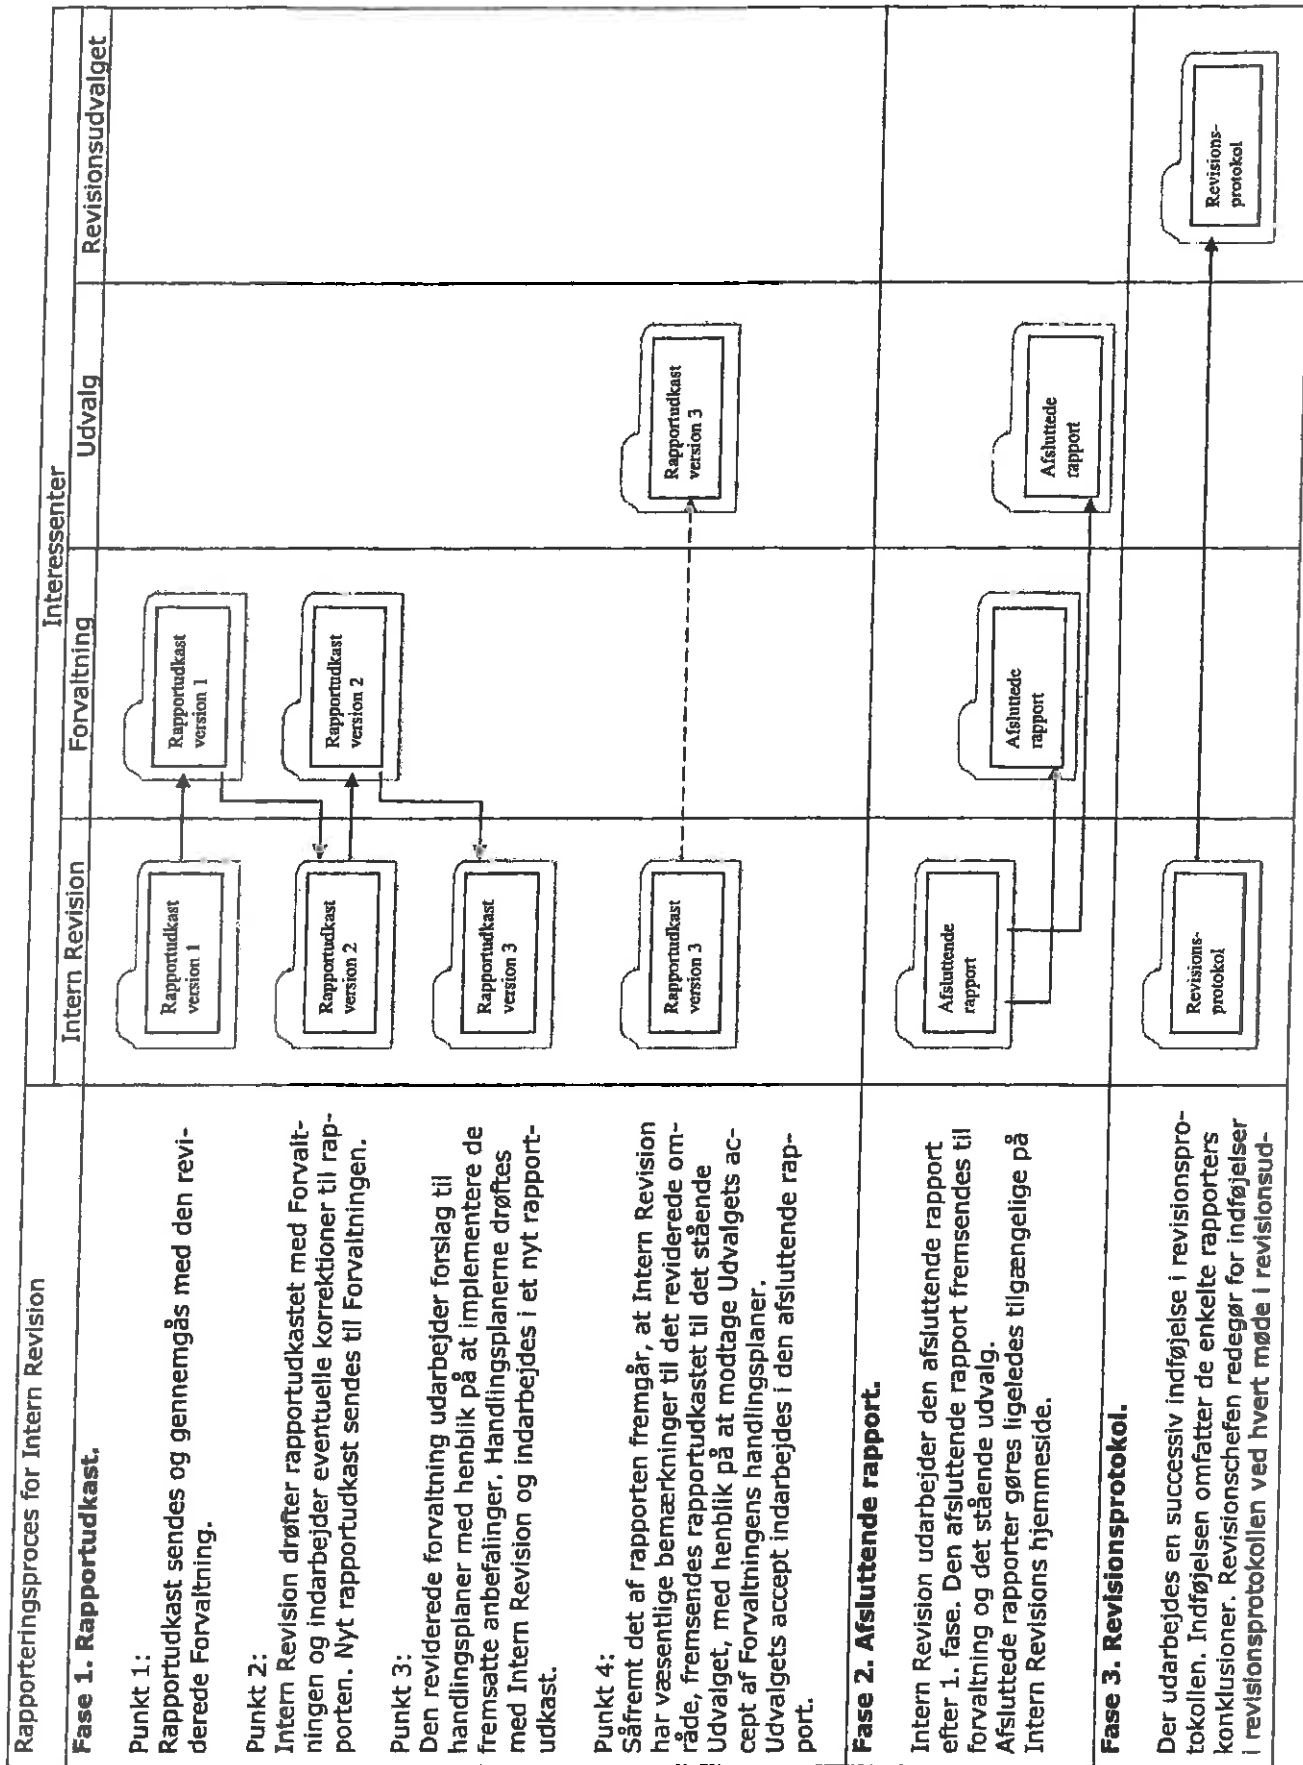 Rapporteringsproces for Intern Revision
Interessenter
Intern Revision
Forvaltning
Udvalg
Revisionsudvalget
Fase 1. Rapportudkast.
Punkt 1:
Rapportudkast sendes og gennemgås med den revi-
derede Forvaltning.
Punkt 2:
Intern Revision drøfter rapportudkastet med Forvalt-
ningen og indarbejder eventuelle korrektioner til rap-
porten. Nyt rapportudkast sendes til Forvaltningen.
Punkt 3:
Den reviderede forvaltning udarbejder forslag til
handlingsplaner med henblik på at implementere de
fremsatte anbefalinger. Handlingsplanerne drøftes
med Intern Revision og indarbejdes i et nyt rapport-
udkast.
Punkt 4:
Såfremt det af rapporten fremgår, at Intern Revision
har væsentlige bemærkninger til det reviderede om-
råde, fremsendes rapportudkastet til det stående
Udvalget, med henblik på at modtage Udvalgets ac-
cept af Forvaltningens handlingsplaner.
Udvalgets accept indarbejdes i den afsluttende rap-
port.
Rapportudkast
version 1
Rapportudkast
version 1
Rapportudkast
version 2
Rapportudkast
version 2
Rapportudkast
version 3
Rapportudkast
version 3
Rapportudkast
version 3
Fase 2. Afsluttende rapport.
Intern Revision udarbejder den afsluttende rapport
efter 1. fase. Den afsluttende rapport fremsendes til
forvaltning og det stående udvalg.
Afsluttede rapporter gøres ligeledes tilgængelige på
Intern Revisions hjemmeside.
Afsluttende
rapport
Afsluttede
rapport
Afsluttede
rapport
Fase 3. Revisionsprotokol.
Der udarbejdes en successiv indføjelse i revisionspro-
tokollen. Indføjelsen omfatter de enkelte rapporters
konklusioner. Revisionschefen redegør for indføjelser
i revisionsprotokollen ved hvert møde i revisionsud-
Revisions-
protokol
Revisions-
protokol